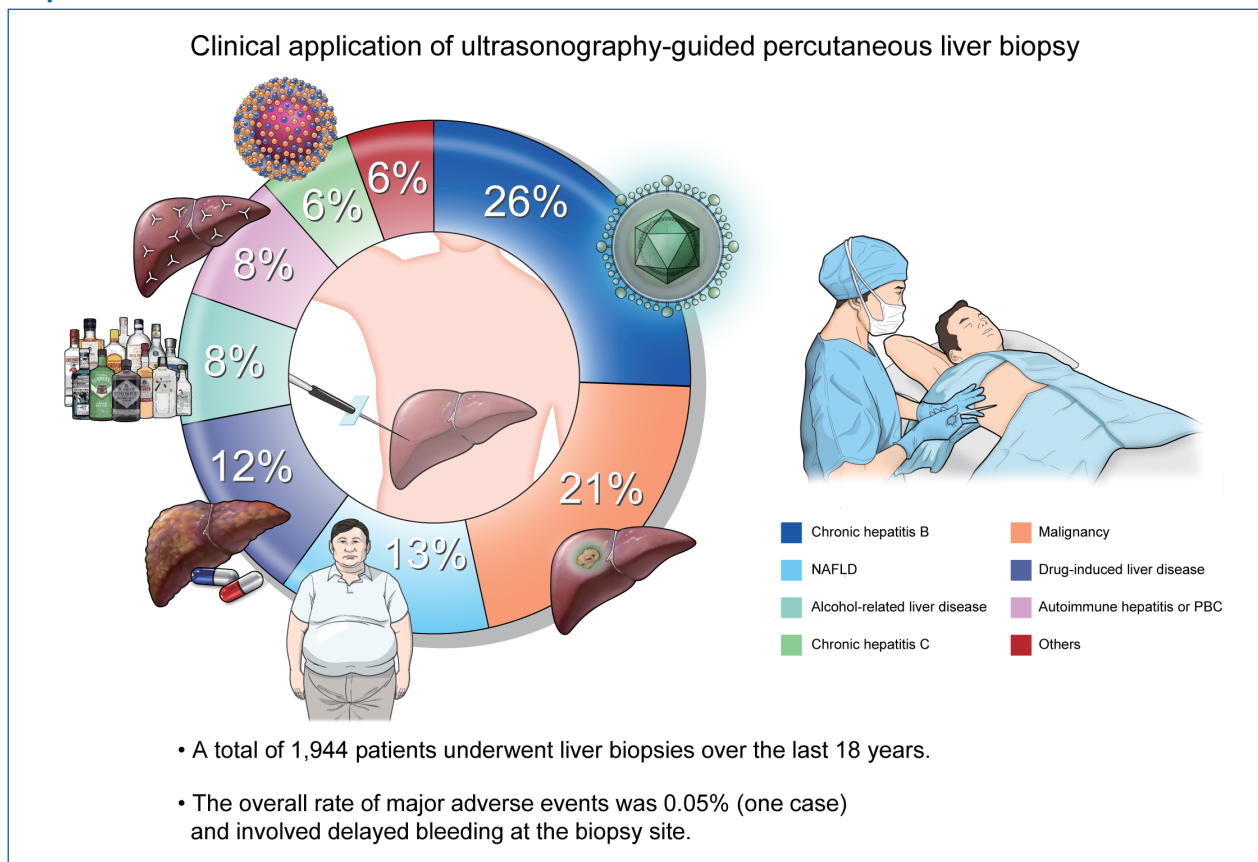 Clinical application of ultrasonography-guided percutaneous liver biopsy
6%
26%
6%
8%
8%
12%
21%
13%
Chronic hepatitis B
Malignancy
NAFLD
Drug-induced liver disease
Alcohol-related liver disease
Autoimmune hepatitis or PBC
Chronic hepatitis C
Others
• A total of 1,944 patients underwent liver biopsies over the last 18 years.
• The overall rate of major adverse events was 0.05% (one case)
and involved delayed bleeding at the biopsy site.